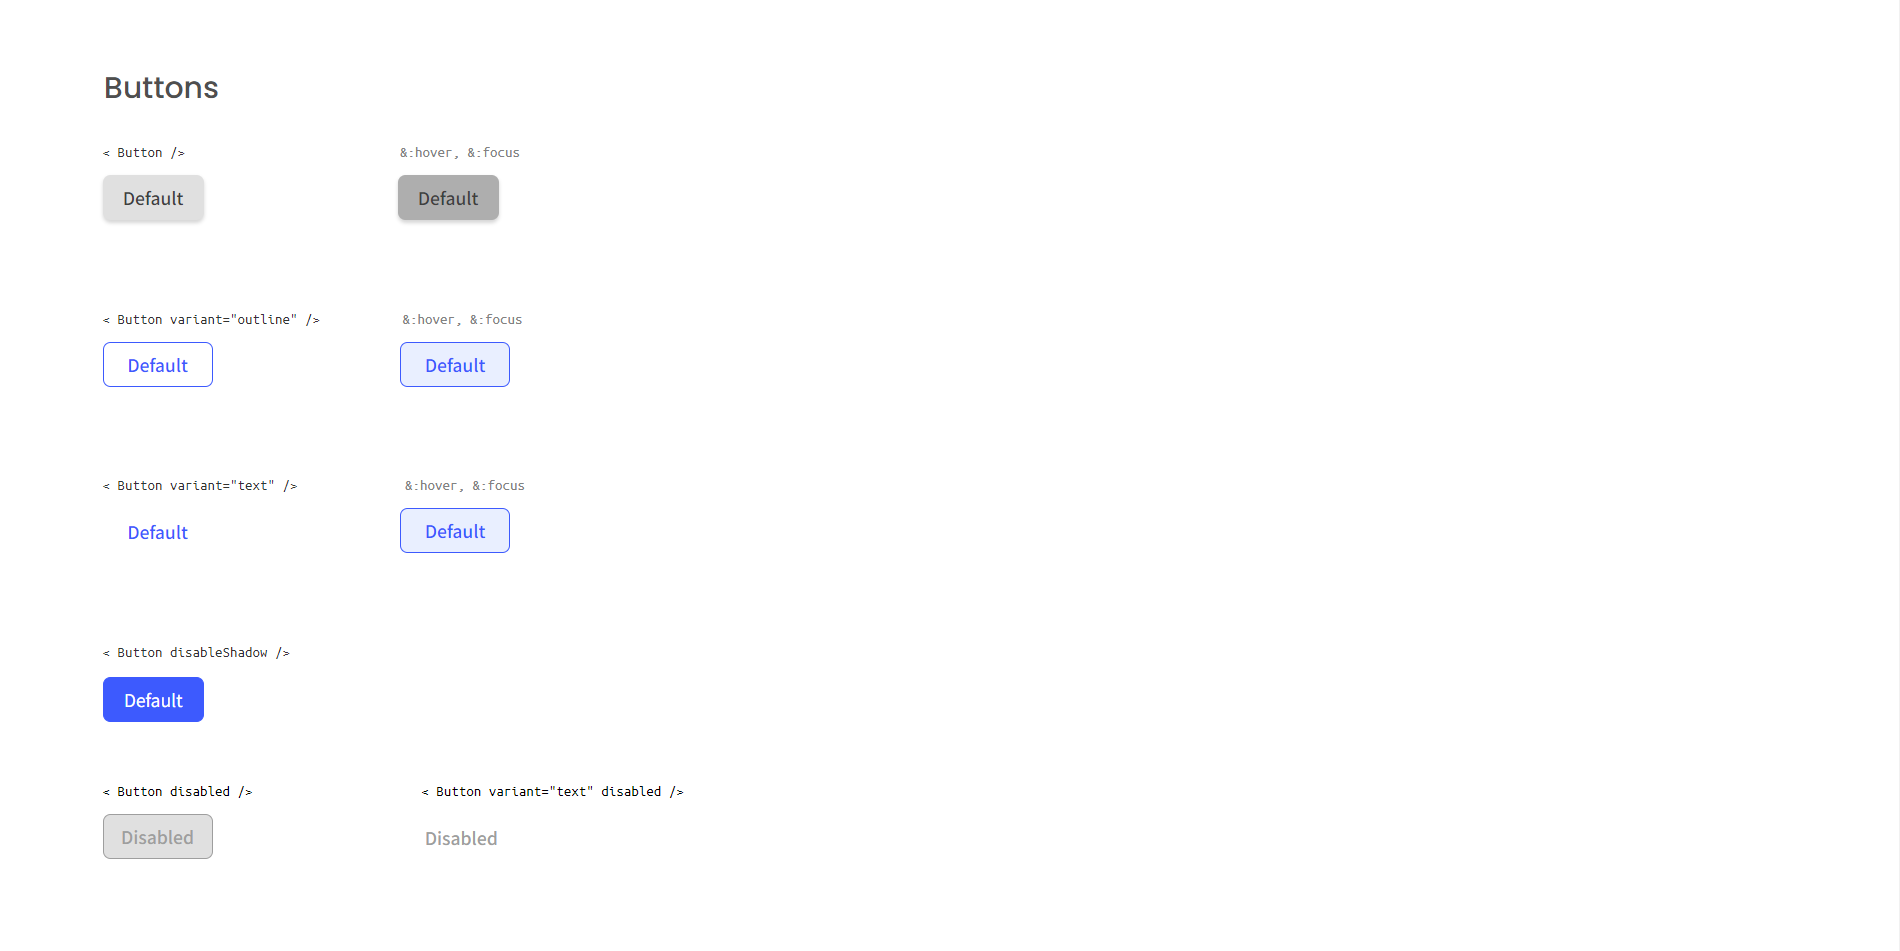 Buttons
< Button />
&:hover, &:focus
Default
Default
< Button variant="outline" />
&:hover, &:focus
Default
Default
< Button variant="text" />
&:hover, &:focus
Default
Default
< Button disableShadow />
Default
< Button disabled />
< Button variant="text" disabled />
Disabled
Disabled